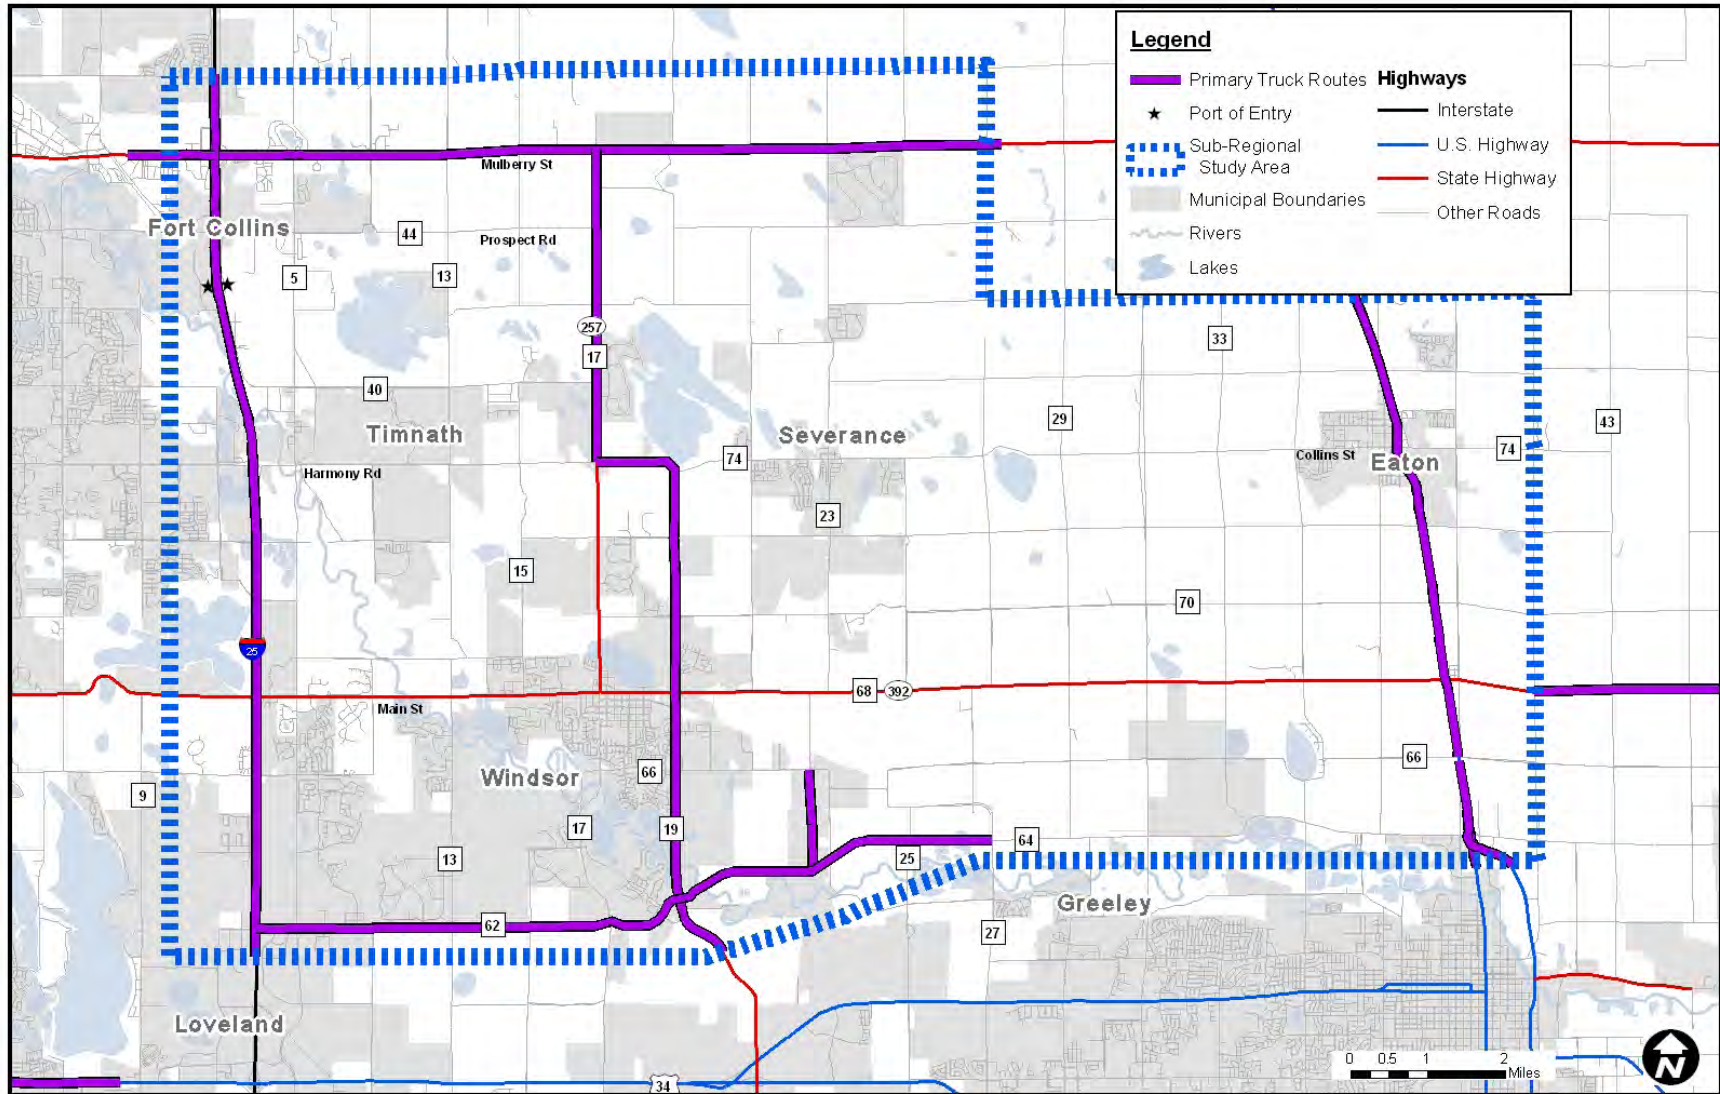 Legend
Primary Truck Routes
Highways
Port of Entry
Interstate
Sub-Regional
Study Area
U.S. Highway
Municipal Boundaries
State Highway
Rivers
Other Roads
Lakes
Mulberry St
Fort Collins
44
Prospect Rd
5
13
257
17
33
40
Timnath
Severance
29
43
74
Collins St
Eaton
74
Harmony Rd
23
15
70
25
68
392
Main St
Windsor
66
66
9
17
19
13
25
64
62
27
Greeley
Loveland
34
0 0.5 1 2
Miles
N